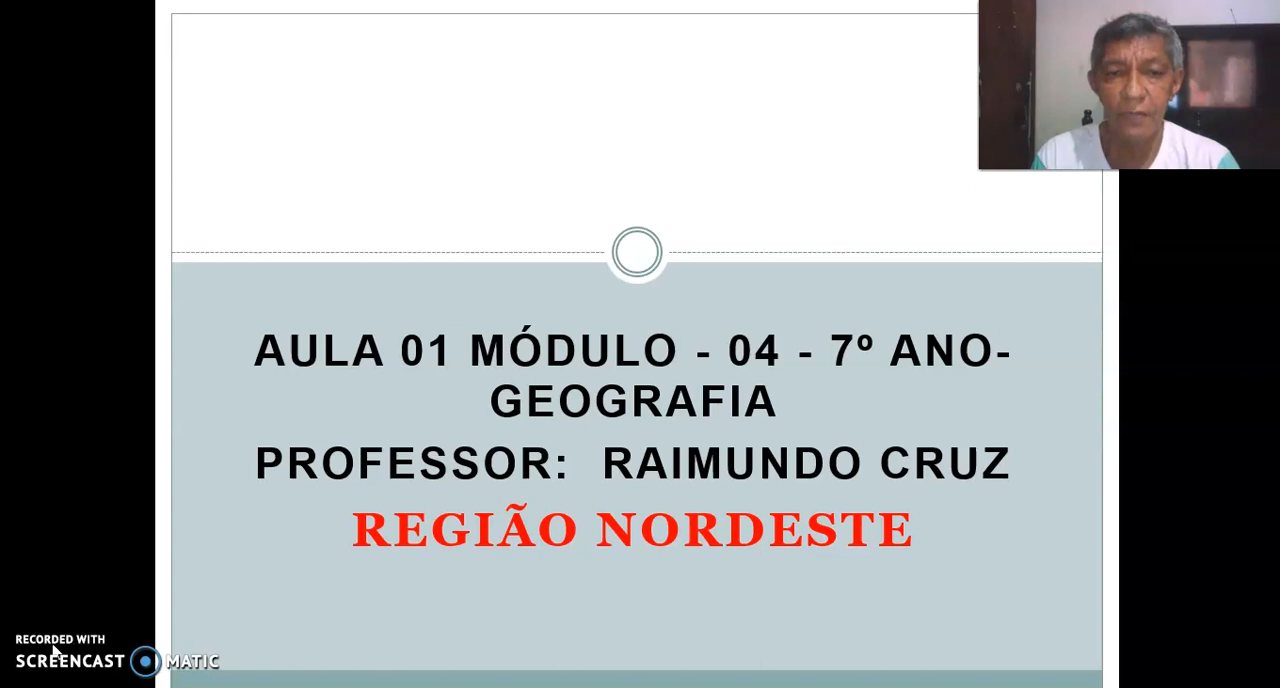 AULA 01 MÓDULO - 04 - 7º ANO-
GEOGRAFIA
PROFESSOR: RAIMUNDO CRUZ
REGIÃO NORDESTE
RECORDED WITH
SCREENCAST MATIC